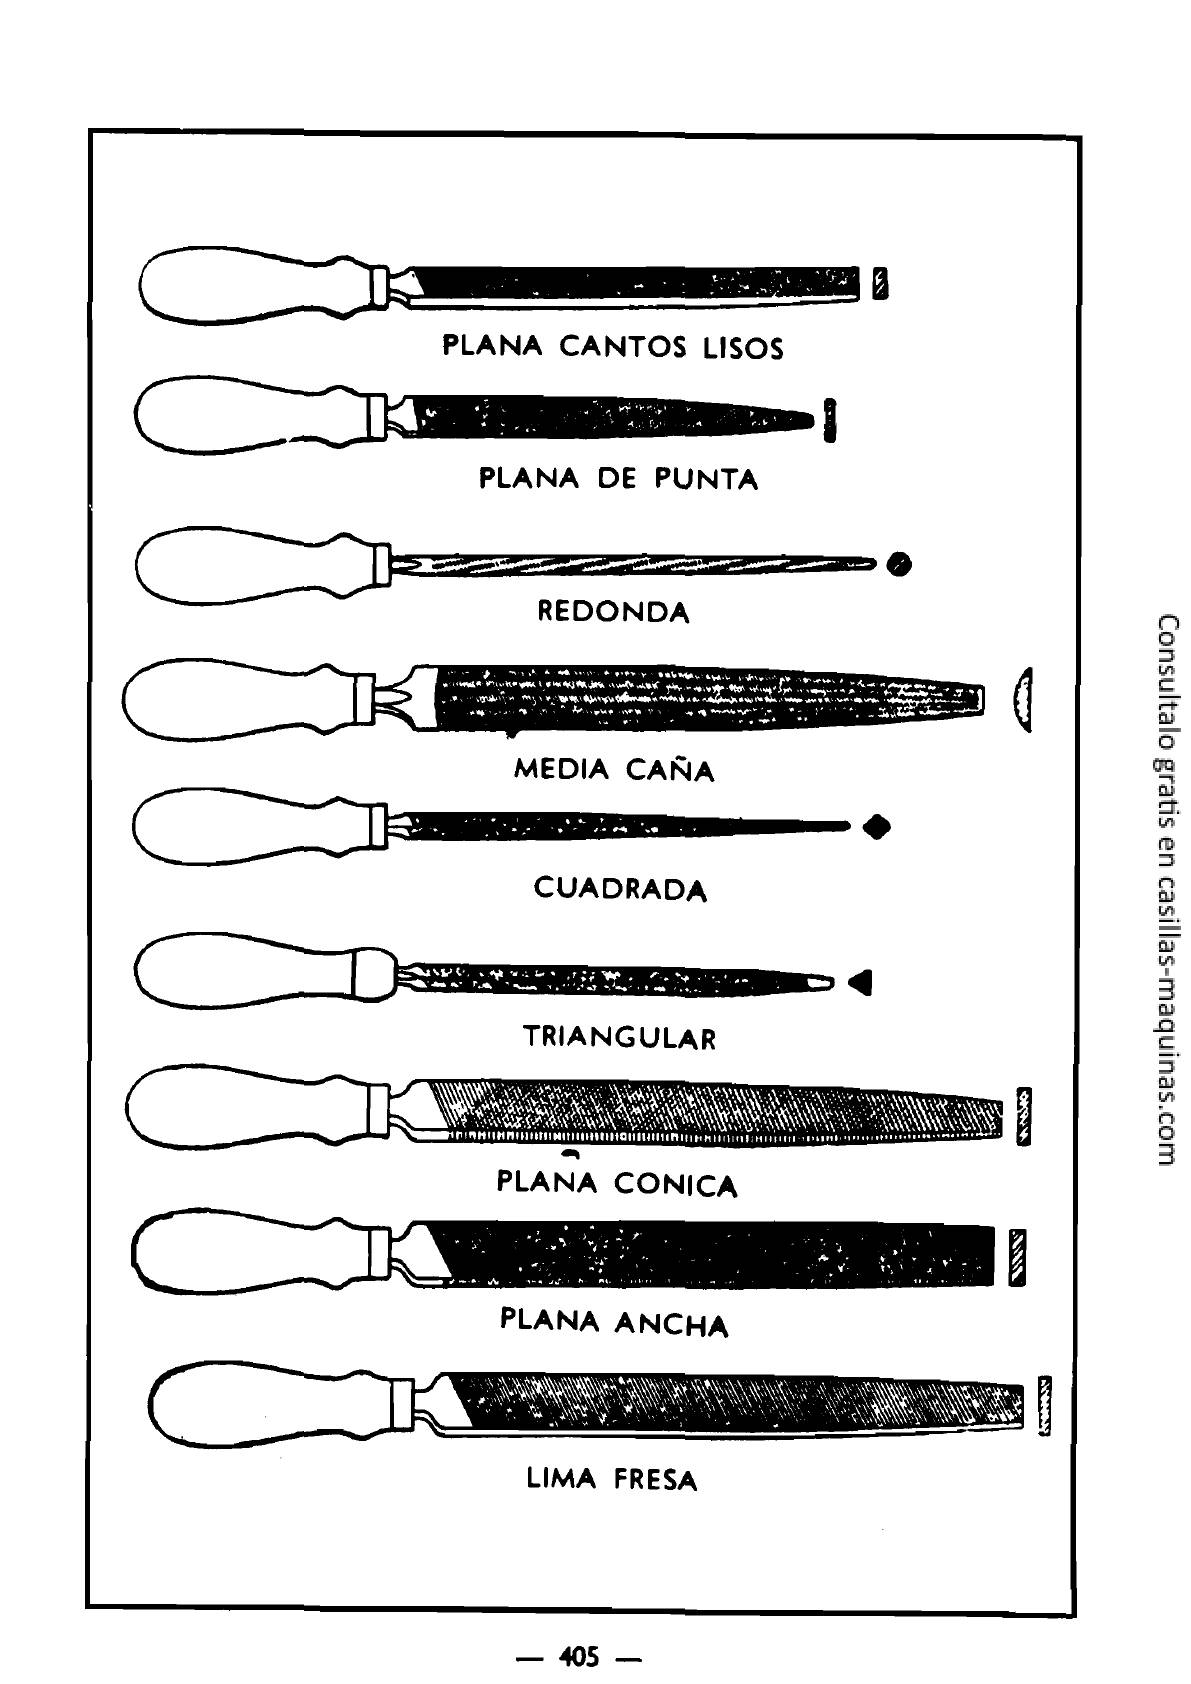 PLANA CANTOS LISOS
PLANA DE PUNTA
REDONDA
MEDIA CAÑA
CUADRADA
TRIANGULAR
PLANA CONICA
PLANA ANCHA
LIMA FRESA
— 405 —
Consultalo gratis en casillas-maquinas.com